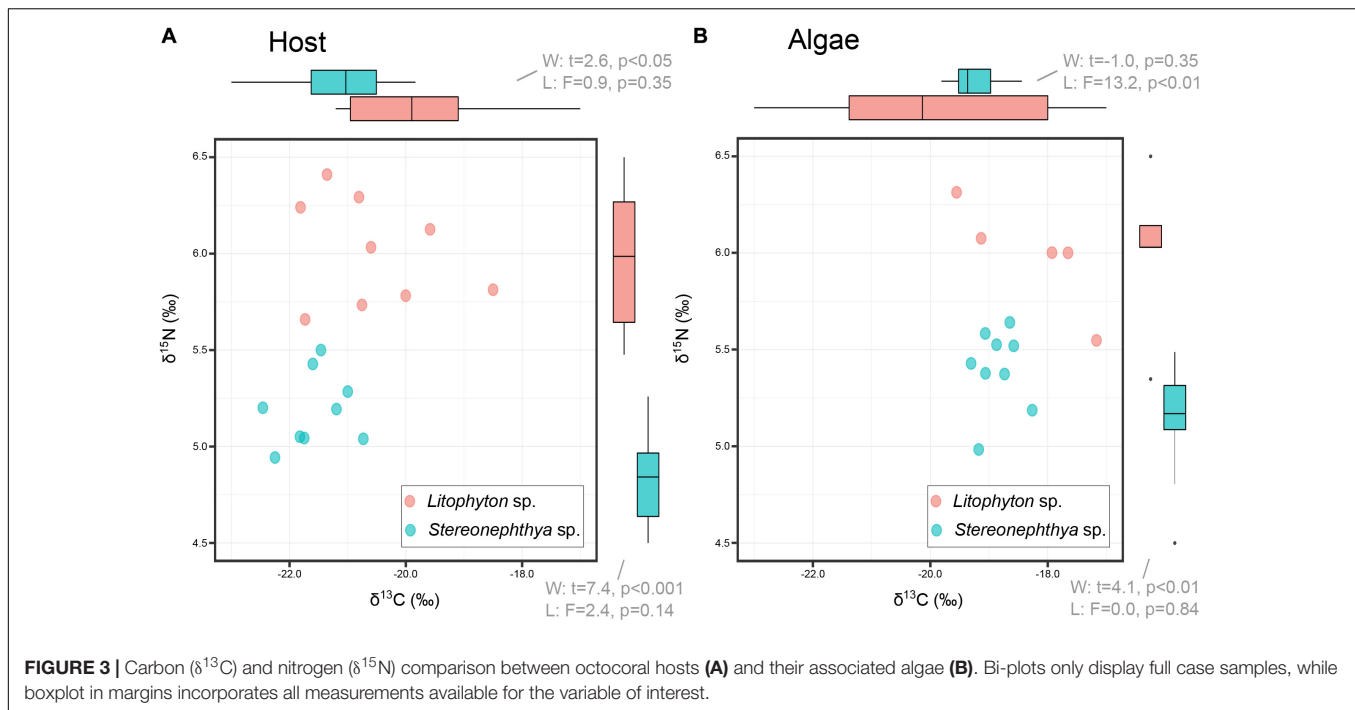 A Host
W: t=2.6, p<0.05
L: F=0.9, p=0.35
6.5
6.0
5.5
5.0
4.5
δ15N (‰)
Litophyton sp.
Stereonephthya sp.
-22.0 -20.0 -18.0
δ13C (‰)
W: t=7.4, p<0.001
L: F=2.4, p=0.14
B Algae
W: t=-1.0, p=0.35
L: F=13.2, p<0.01
6.5
6.0
5.5
5.0
4.5
δ15N (‰)
Litophyton sp.
Stereonephthya sp.
-22.0 -20.0 -18.0
δ13C (‰)
W: t=4.1, p<0.01
L: F=0.0, p=0.84
FIGURE 3 | Carbon (δ13C) and nitrogen (δ15N) comparison between octocoral hosts (A) and their associated algae (B). Bi-plots only display full case samples, while
boxplot in margins incorporates all measurements available for the variable of interest.